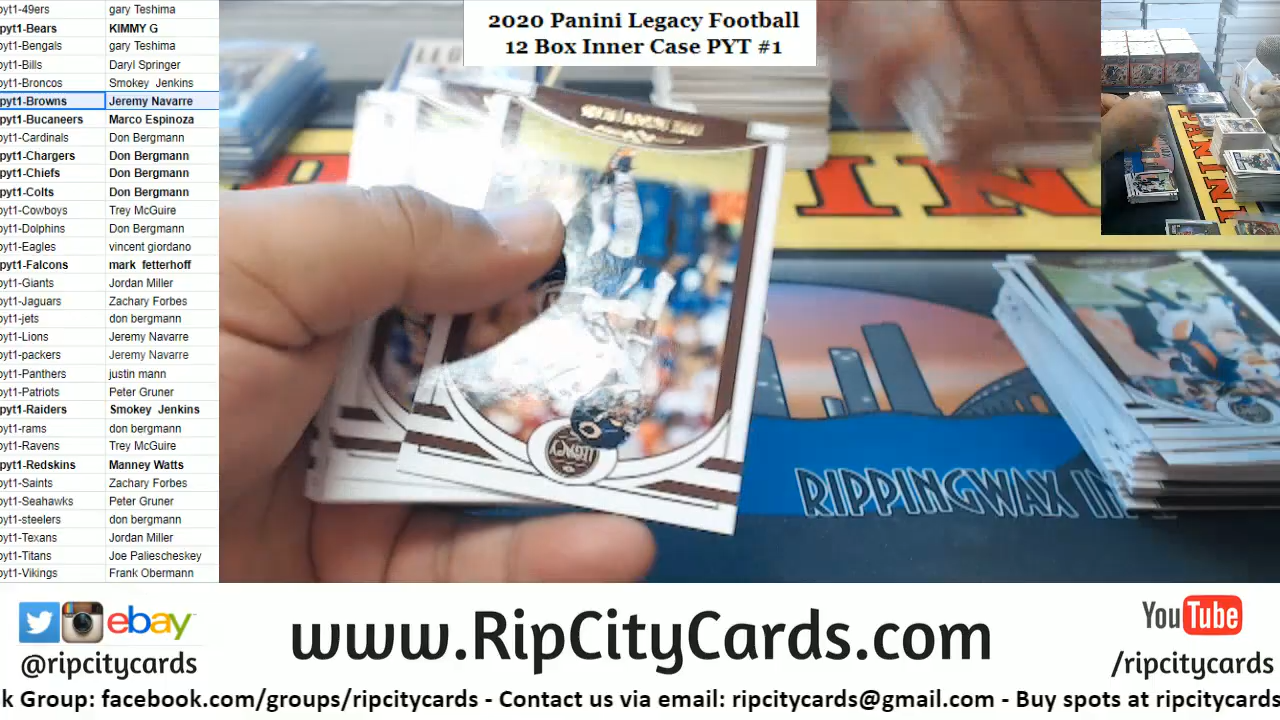 2020 Panini Legacy Football
12 Box Inner Case PYT #1
pyt1-49ers gary Teshima
pyt1-Bears KIMMY G
pyt1-Bengals gary Teshima
pyt1-Bills Daryl Springer
pyt1-Broncos Smokey Jenkins
pyt1-Browns Jeremy Navarre
pyt1-Bucaneers Marco Espinoza
pyt1-Cardinals Don Bergmann
pyt1-Chargers Don Bergmann
pyt1-Chiefs Don Bergmann
pyt1-Colts Don Bergmann
pyt1-Cowboys Trey McGuire
pyt1-Dolphins Don Bergmann
pyt1-Eagles vincent giordano
pyt1-Falcons mark fetterhoff
pyt1-Giants Jordan Miller
pyt1-Jaguars Zachary Forbes
pyt1-jets don bergmann
pyt1-Lions Jeremy Navarre
pyt1-packers Jeremy Navarre
pyt1-Panthers justin mann
pyt1-Patriots Peter Gruner
pyt1-Raiders Smokey Jenkins
pyt1-rams don bergmann
pyt1-Ravens Trey McGuire
pyt1-Redskins Manney Watts
pyt1-Saints Zachary Forbes
pyt1-Seahawks Peter Gruner
pyt1-steelers don bergmann
pyt1-Texans Jordan Miller
pyt1-Titans Joe Paliescheskey
pyt1-Vikings Frank Obermann
PANINI
LEGACY
RIPPINGWAX
ebay
@ripcitycards
www.RipCityCards.com
YouTube
/ripcitycards
k Group: facebook.com/groups/ripcitycards - Contact us via email: ripcitycards@gmail.com - Buy spots at ripcitycards